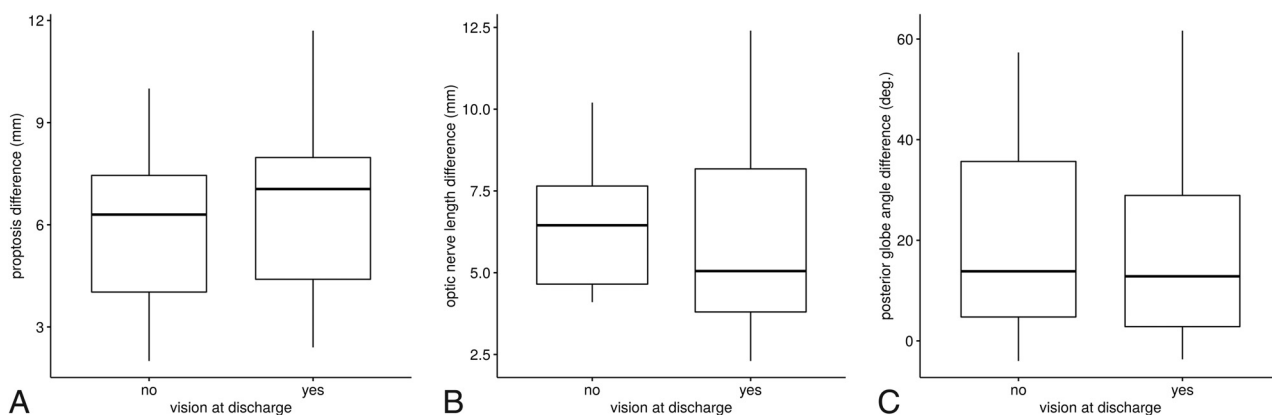 proptosis difference (mm)
12
9
6
3
no yes
vision at discharge
A
optic nerve length difference (mm)
12.5
10.0
7.5
5.0
2.5
no yes
vision at discharge
B
posterior globe angle difference (deg.)
60
40
20
0
no yes
vision at discharge
C